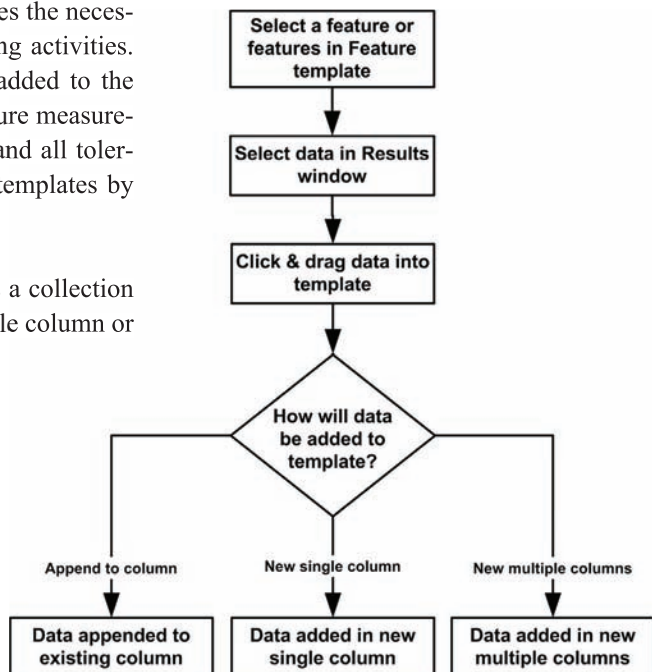 es the neces-
ng activities.
added to the
ure measure-
and all toler-
templates by
a collection
le column or
Select a feature or
features in Feature
template
Select data in Results
window
Click & drag data into
template
How will data
be added to
template?
Append to column
New single column
New multiple columns
Data appended to
existing column
Data added in new
single column
Data added in new
multiple columns